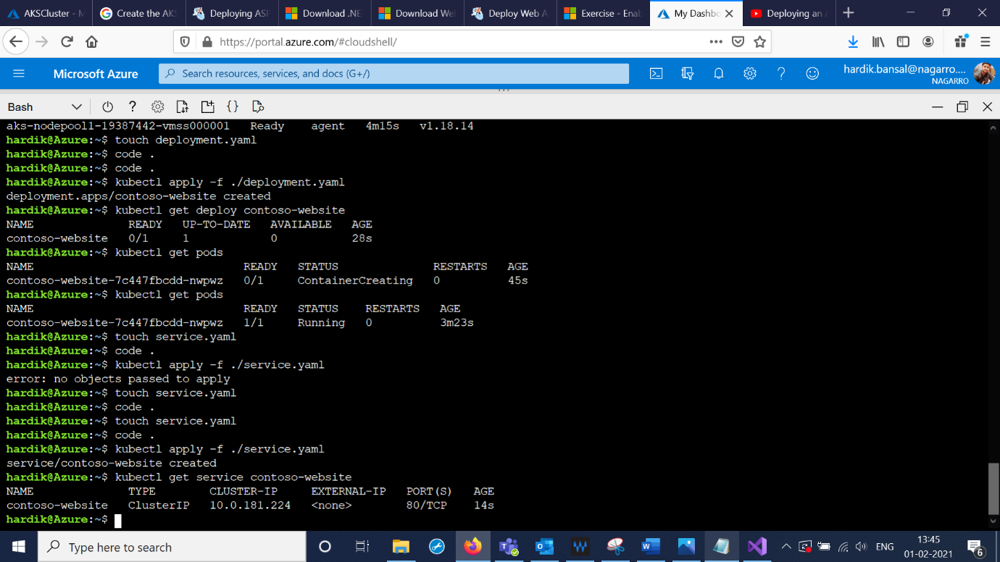 AKSCluster - M
Create the AKS
Deploying ASP
Download .NE
Download We
Deploy Web A
Exercise - Enab
My Dashbo
Deploying an A
https://portal.azure.com/#cloudshell/
Microsoft Azure
Search resources, services, and docs (G+/)
hardik.bansal@nagarro....
NAGARRO
Bash
aks-nodepool1-19387442-vmss000001 Ready agent 4m15s v1.18.14
hardik@Azure:~$ touch deployment.yaml
hardik@Azure:~$ code .
hardik@Azure:~$ code .
hardik@Azure:~$ kubectl apply -f ./deployment.yaml
deployment.apps/contoso-website created
hardik@Azure:~$ kubectl get deploy contoso-website
NAME READY UP-TO-DATE AVAILABLE AGE
contoso-website 0/1 1 0 28s
hardik@Azure:~$ kubectl get pods
NAME READY STATUS RESTARTS AGE
contoso-website-7c447fbcdd-nwpwz 0/1 ContainerCreating 0 45s
hardik@Azure:~$ kubectl get pods
NAME READY STATUS RESTARTS AGE
contoso-website-7c447fbcdd-nwpwz 1/1 Running 0 3m23s
hardik@Azure:~$ touch service.yaml
hardik@Azure:~$ code .
hardik@Azure:~$ kubectl apply -f ./service.yaml
error: no objects passed to apply
hardik@Azure:~$ touch service.yaml
hardik@Azure:~$ code .
hardik@Azure:~$ touch service.yaml
hardik@Azure:~$ code .
hardik@Azure:~$ kubectl apply -f ./service.yaml
service/contoso-website created
hardik@Azure:~$ kubectl get service contoso-website
NAME TYPE CLUSTER-IP EXTERNAL-IP PORT(S) AGE
contoso-website ClusterIP 10.0.181.224 <none> 80/TCP 14s
hardik@Azure:~$
Type here to search
ENG
13:45
01-02-2021
6